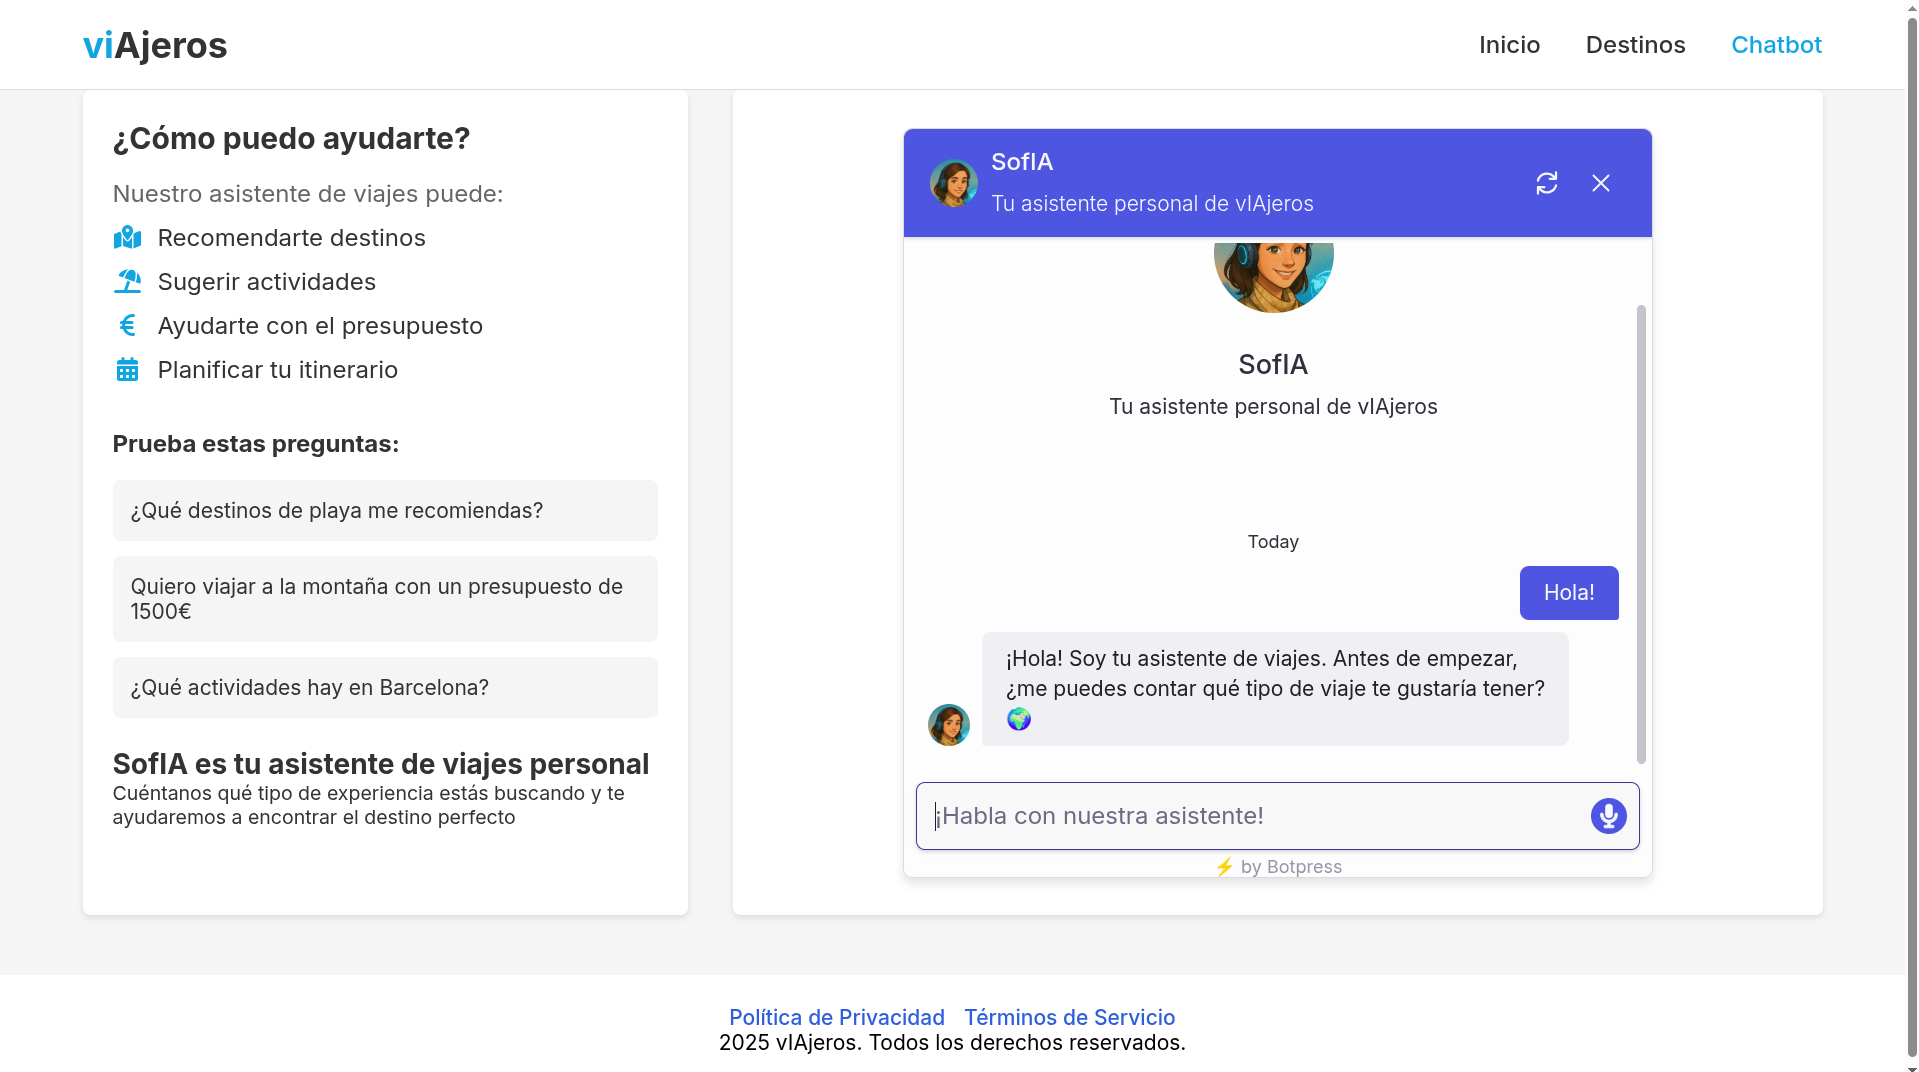 viAjeros
Inicio
Destinos
Chatbot
¿Cómo puedo ayudarte?
Nuestro asistente de viajes puede:
Recomendarte destinos
Sugerir actividades
Ayudarte con el presupuesto
Planificar tu itinerario
Prueba estas preguntas:
¿Qué destinos de playa me recomiendas?
Quiero viajar a la montaña con un presupuesto de
1500€
¿Qué actividades hay en Barcelona?
SofIA es tu asistente de viajes personal
Cuéntanos qué tipo de experiencia estás buscando y te
ayudaremos a encontrar el destino perfecto
SofIA
Tu asistente personal de vIAjeros
SofIA
Tu asistente personal de vIAjeros
Today
Hola!
¡Hola! Soy tu asistente de viajes. Antes de empezar,
¿me puedes contar qué tipo de viaje te gustaría tener?
🌍
¡Habla con nuestra asistente!
⚡ by Botpress
Política de Privacidad
Términos de Servicio
2025 vIAjeros. Todos los derechos reservados.